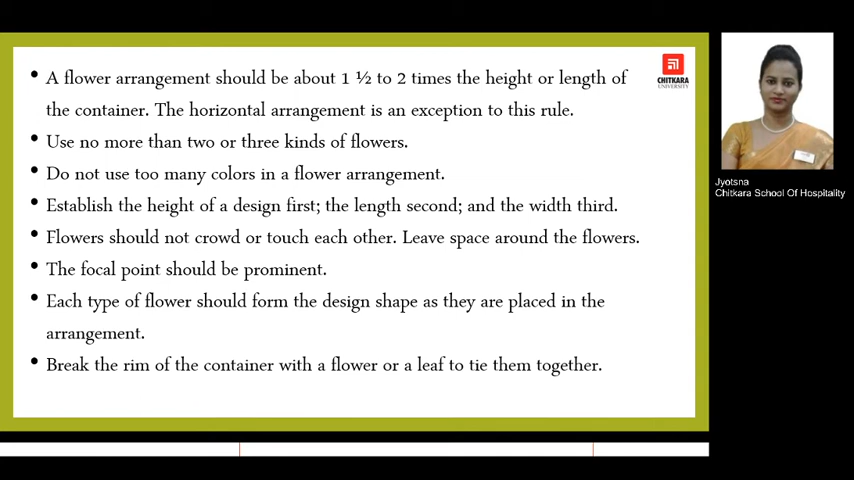 • A flower arrangement should be about 1 ½ to 2 times the height or length of
the container. The horizontal arrangement is an exception to this rule.
• Use no more than two or three kinds of flowers.
• Do not use too many colors in a flower arrangement.
• Establish the height of a design first; the length second; and the width third.
• Flowers should not crowd or touch each other. Leave space around the flowers.
• The focal point should be prominent.
• Each type of flower should form the design shape as they are placed in the
arrangement.
• Break the rim of the container with a flower or a leaf to tie them together.
CHITKARA
UNIVERSITY
Jyotsna
Chitkara School Of Hospitality